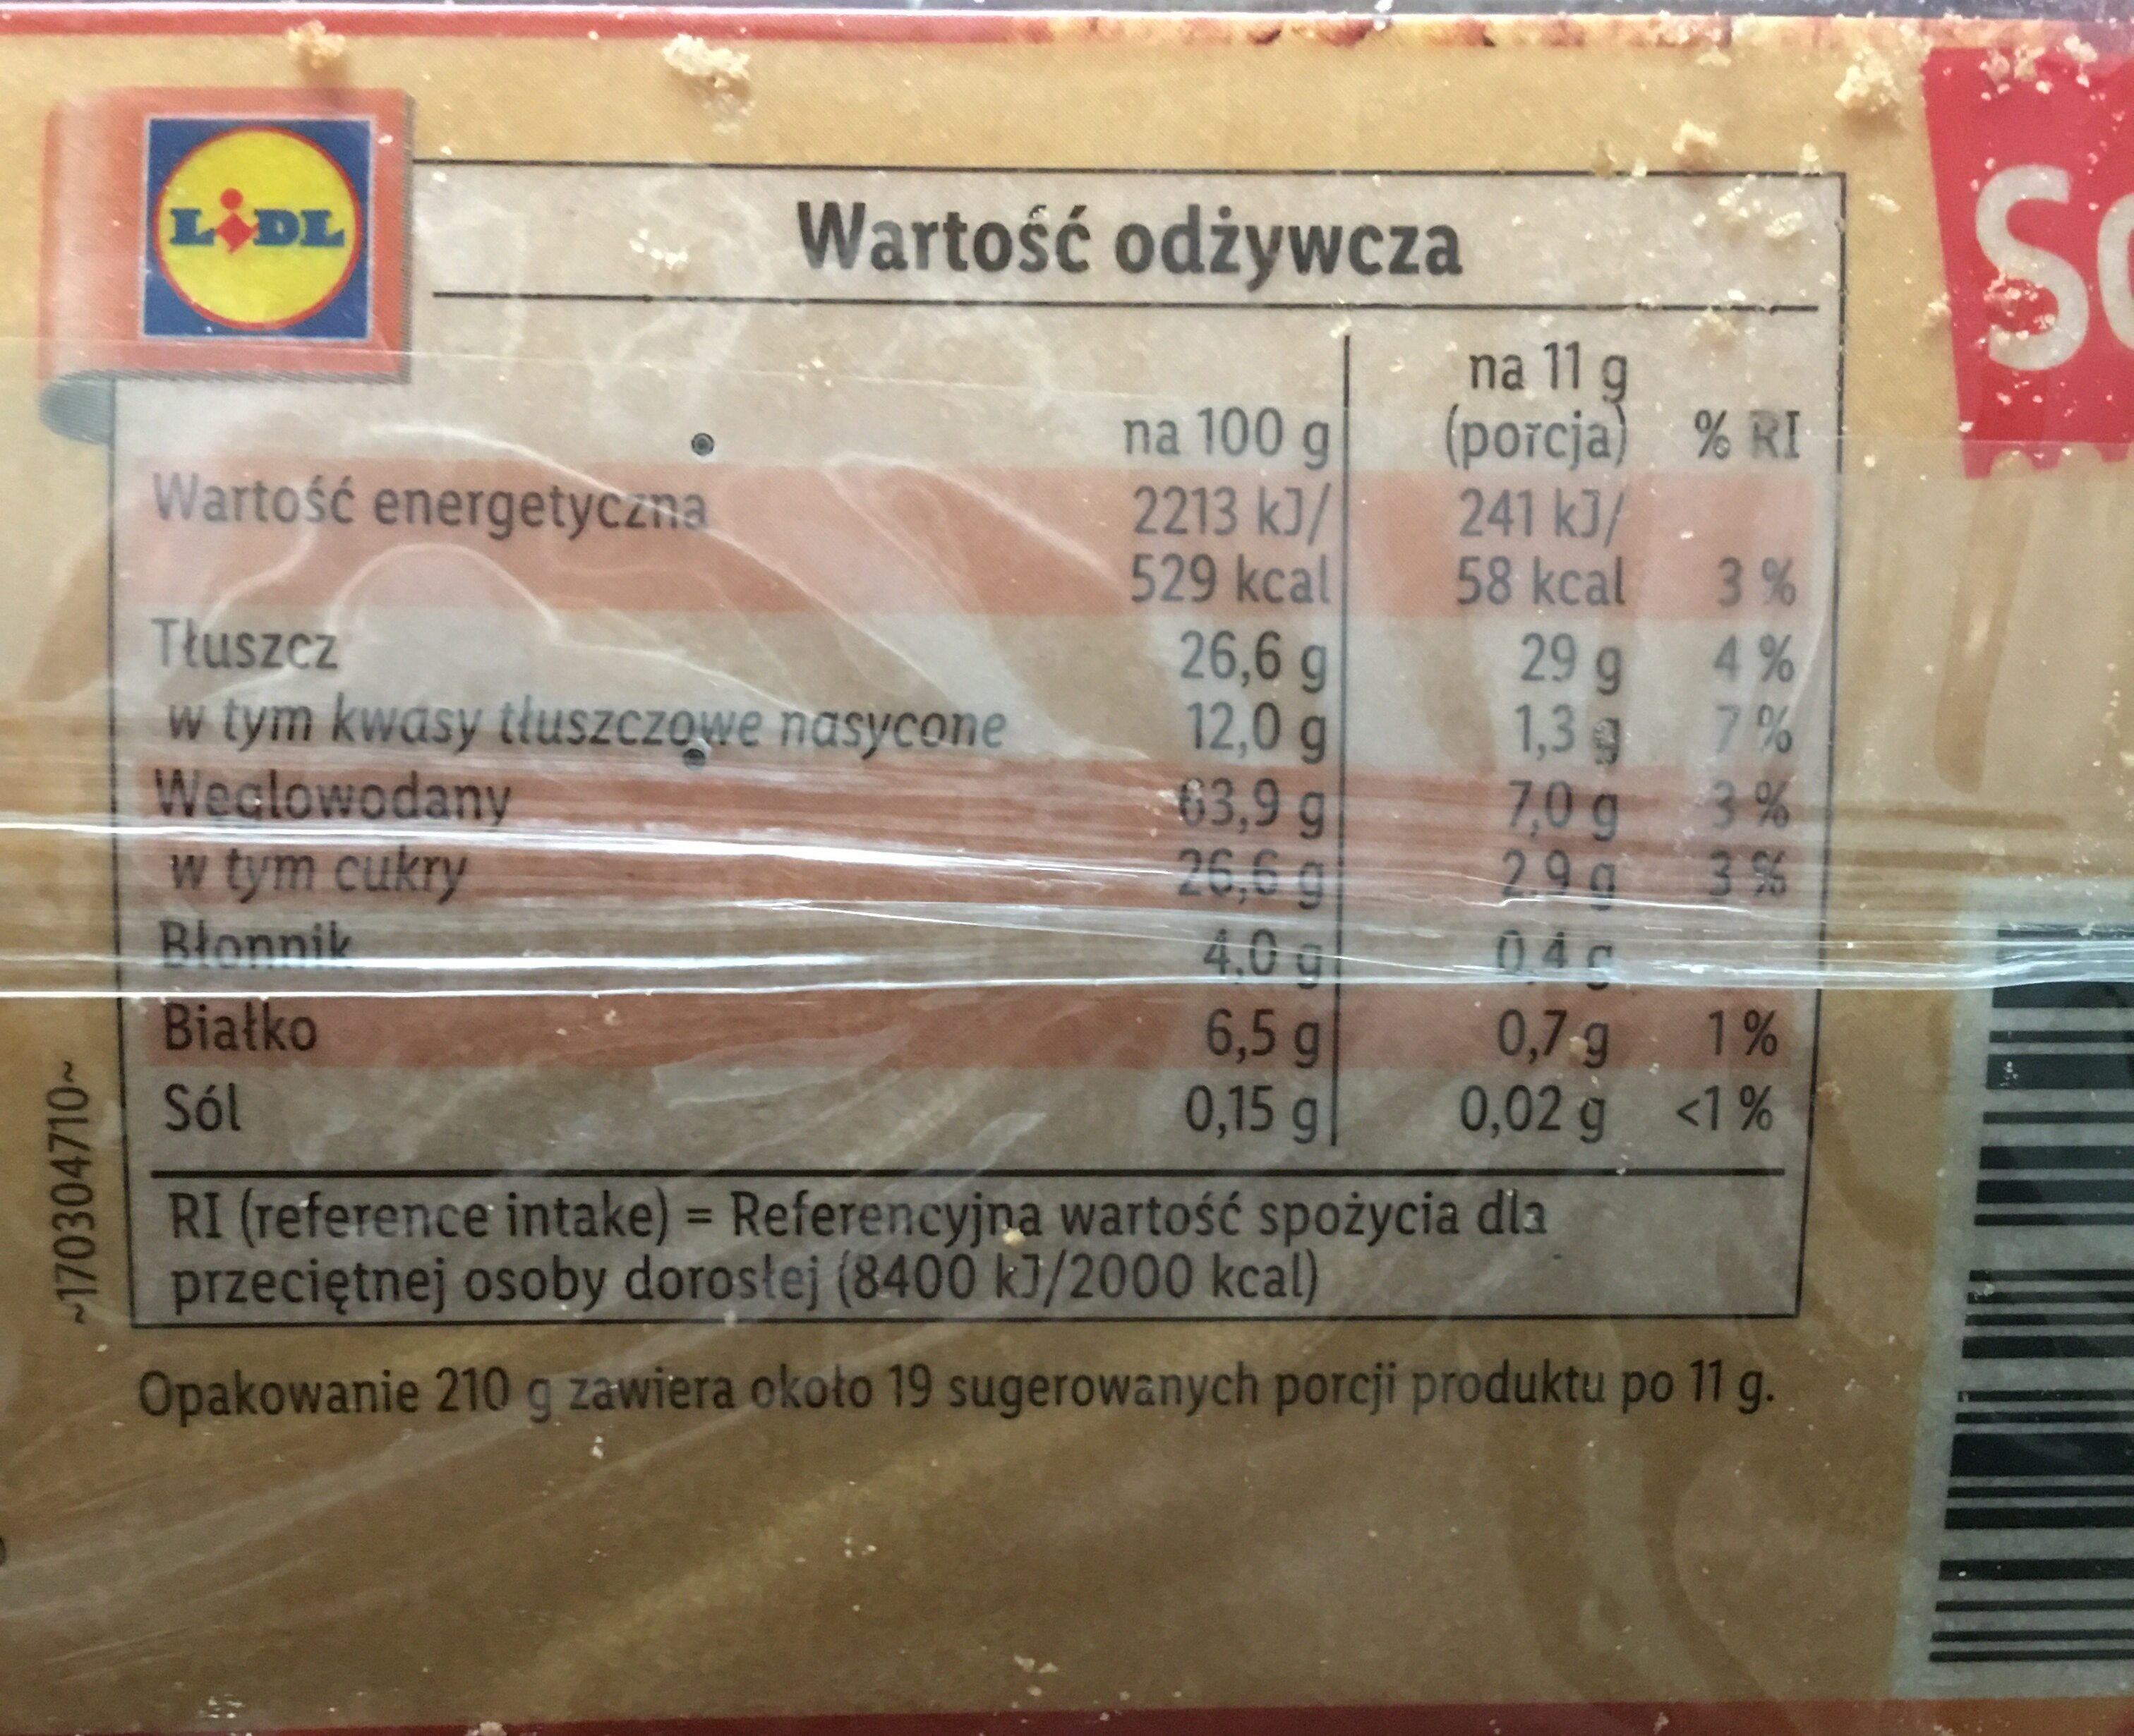 LIDL
Wartość odżywcza
na 100 g na 11 g (porcja) % RI
Wartość energetyczna 2213 kJ/ 241 kJ/
529 kcal 58 kcal 3 %
Tłuszcz 26,6 g 29 g 4 %
w tym kwasy tłuszczowe nasycone 12,0 g 1,3 g 7 %
Węglowodany 63,9 g 7,0 g 3 %
w tym cukry 26,6 g 2,9 g 3 %
Błonnik 4,0 g 0,4 g
Białko 6,5 g 0,7 g 1 %
Sól 0,15 g 0,02 g <1 %
RI (reference intake) = Referencyjna wartość spożycia dla
przeciętnej osoby dorosłej (8400 kJ/2000 kcal)
Opakowanie 210 g zawiera około 19 sugerowanych porcji produktu po 11 g.
~170304710~